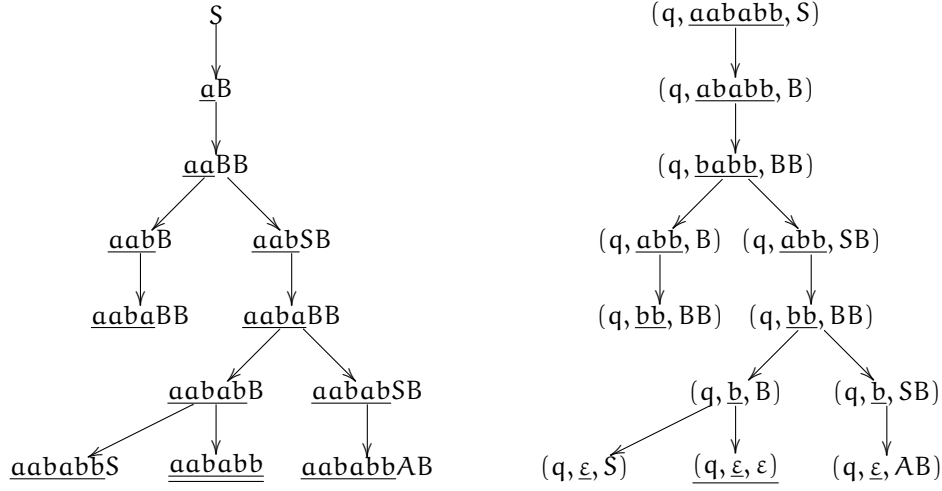 S (q, aababb, S)
aB (q, ababb, B)
aaBB (q, babb, BB)
aabB aabSB (q, abb, B) (q, abb, SB)
aabaBB aabaBB (q, bb, BB) (q, bb, BB)
aababB aababSB (q, b, B) (q, b, SB)
aababbS aababb aababbAB (q, ε, S) (q, ε, ε) (q, ε, AB)